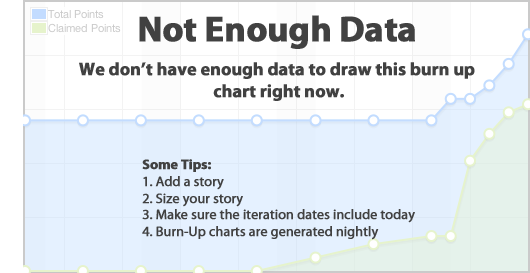 Total Points
Claimed Points
Not Enough Data
We don't have enough data to draw this burn up
chart right now.
Some Tips:
1. Add a story
2. Size your story
3. Make sure the iteration dates include today
4. Burn-Up charts are generated nightly